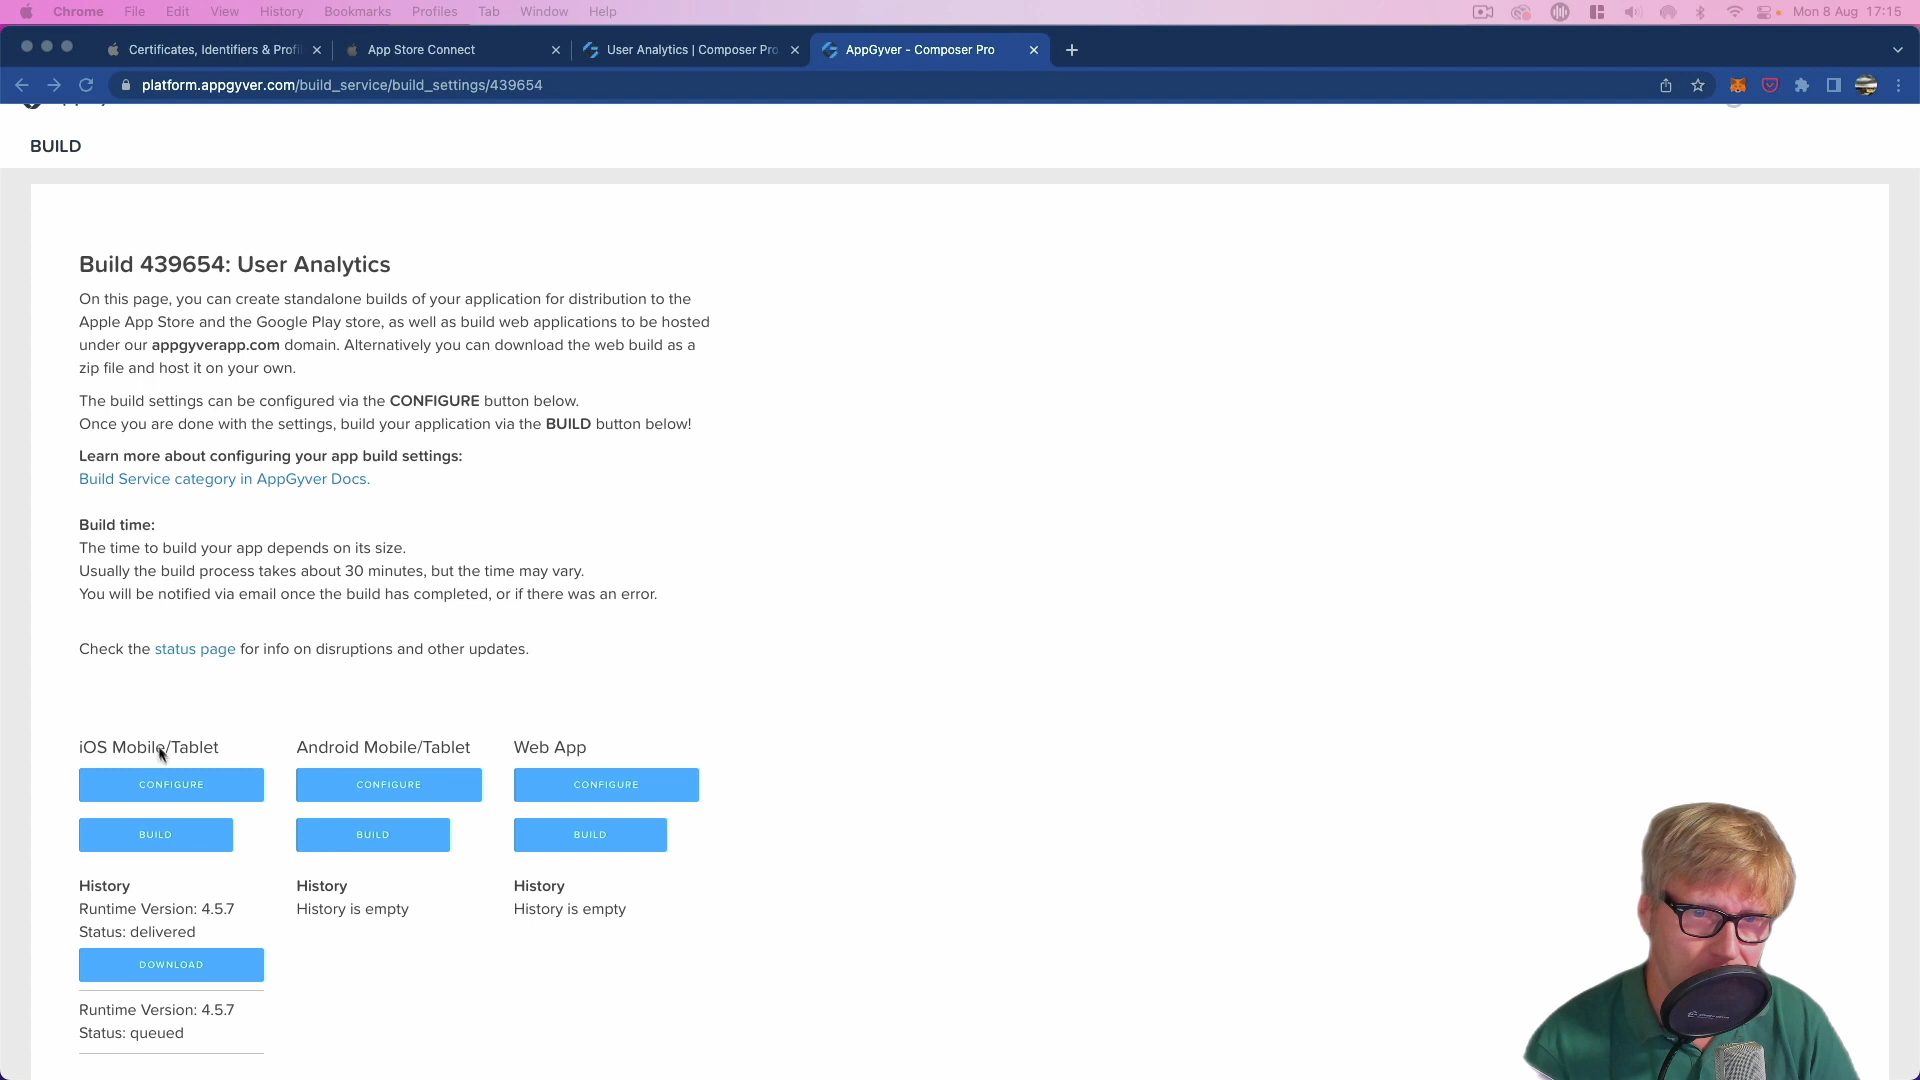 Chrome File Edit View History Bookmarks Profiles Tab Window Help Mon 8 Aug 17:15
Certificates, Identifiers & Profi App Store Connect User Analytics | Composer Pro AppGyver - Composer Pro
platform.appgyver.com/build_service/build_settings/439654
BUILD
Build 439654: User Analytics
On this page, you can create standalone builds of your application for distribution to the
Apple App Store and the Google Play store, as well as build web applications to be hosted
under our appgyverapp.com domain. Alternatively you can download the web build as a
zip file and host it on your own.
The build settings can be configured via the CONFIGURE button below.
Once you are done with the settings, build your application via the BUILD button below!
Learn more about configuring your app build settings:
Build Service category in AppGyver Docs.
Build time:
The time to build your app depends on its size.
Usually the build process takes about 30 minutes, but the time may vary.
You will be notified via email once the build has completed, or if there was an error.
Check the status page for info on disruptions and other updates.
iOS Mobile/Tablet Android Mobile/Tablet Web App
CONFIGURE CONFIGURE CONFIGURE
BUILD BUILD BUILD
History History History
Runtime Version: 4.5.7 History is empty History is empty
Status: delivered
DOWNLOAD
Runtime Version: 4.5.7
Status: queued